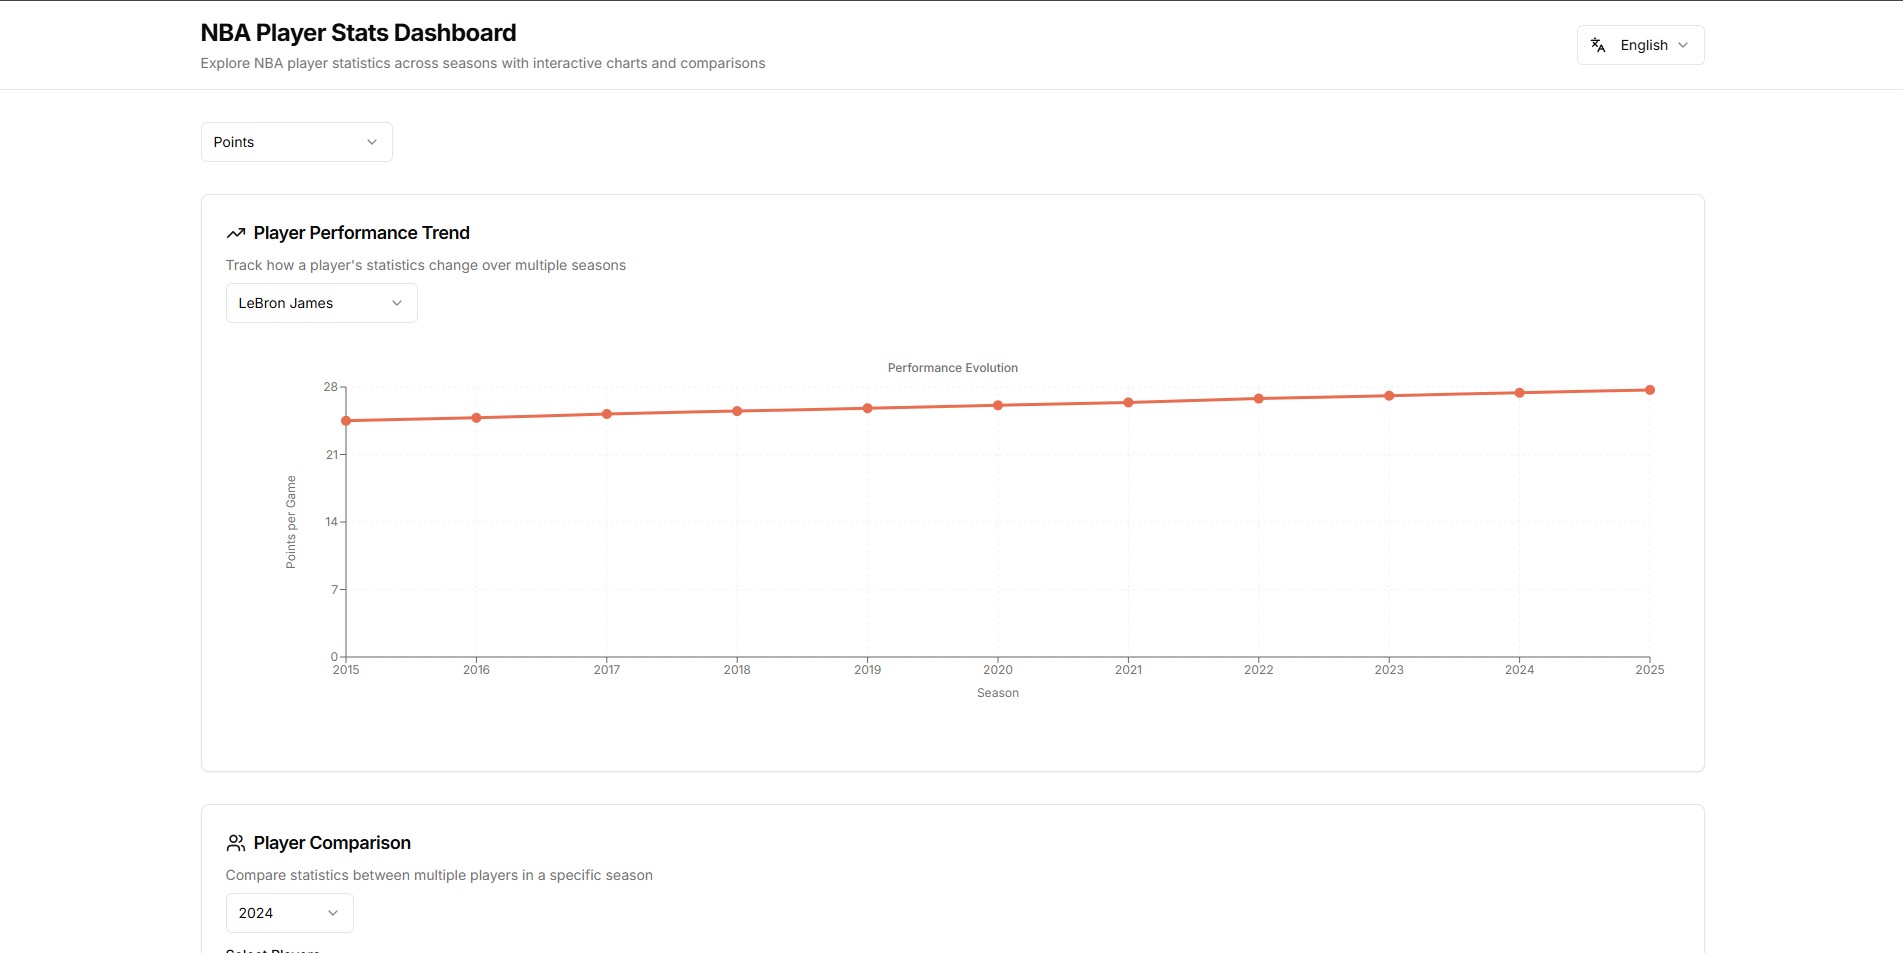 NBA Player Stats Dashboard
Explore NBA player statistics across seasons with interactive charts and comparisons
English
Points
Player Performance Trend
Track how a player's statistics change over multiple seasons
LeBron James
Performance Evolution
28
21
14
7
0
Points per Game
2015 2016 2017 2018 2019 2020 2021 2022 2023 2024 2025
Season
Player Comparison
Compare statistics between multiple players in a specific season
2024
Select Players